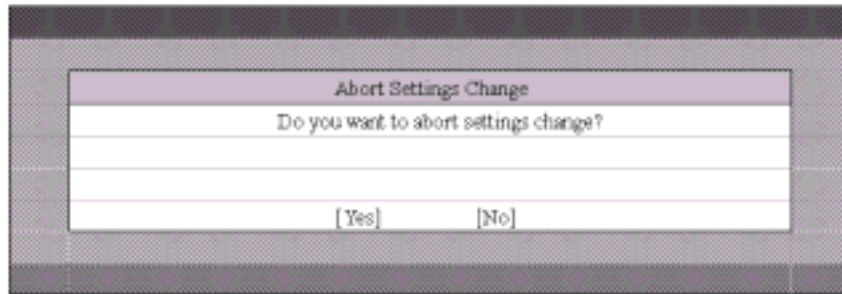 Abort Settings Change
Do you want to abort settings change?
[Yes] [No]